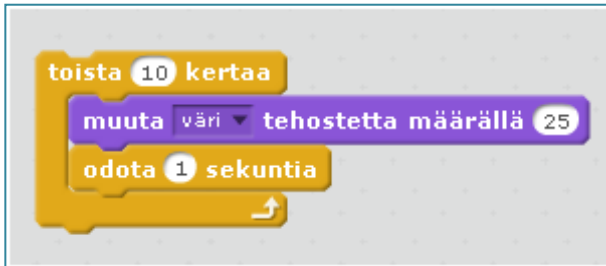 toista 10 kertaa
muuta väri tehostetta määrällä 25
odota 1 sekuntia